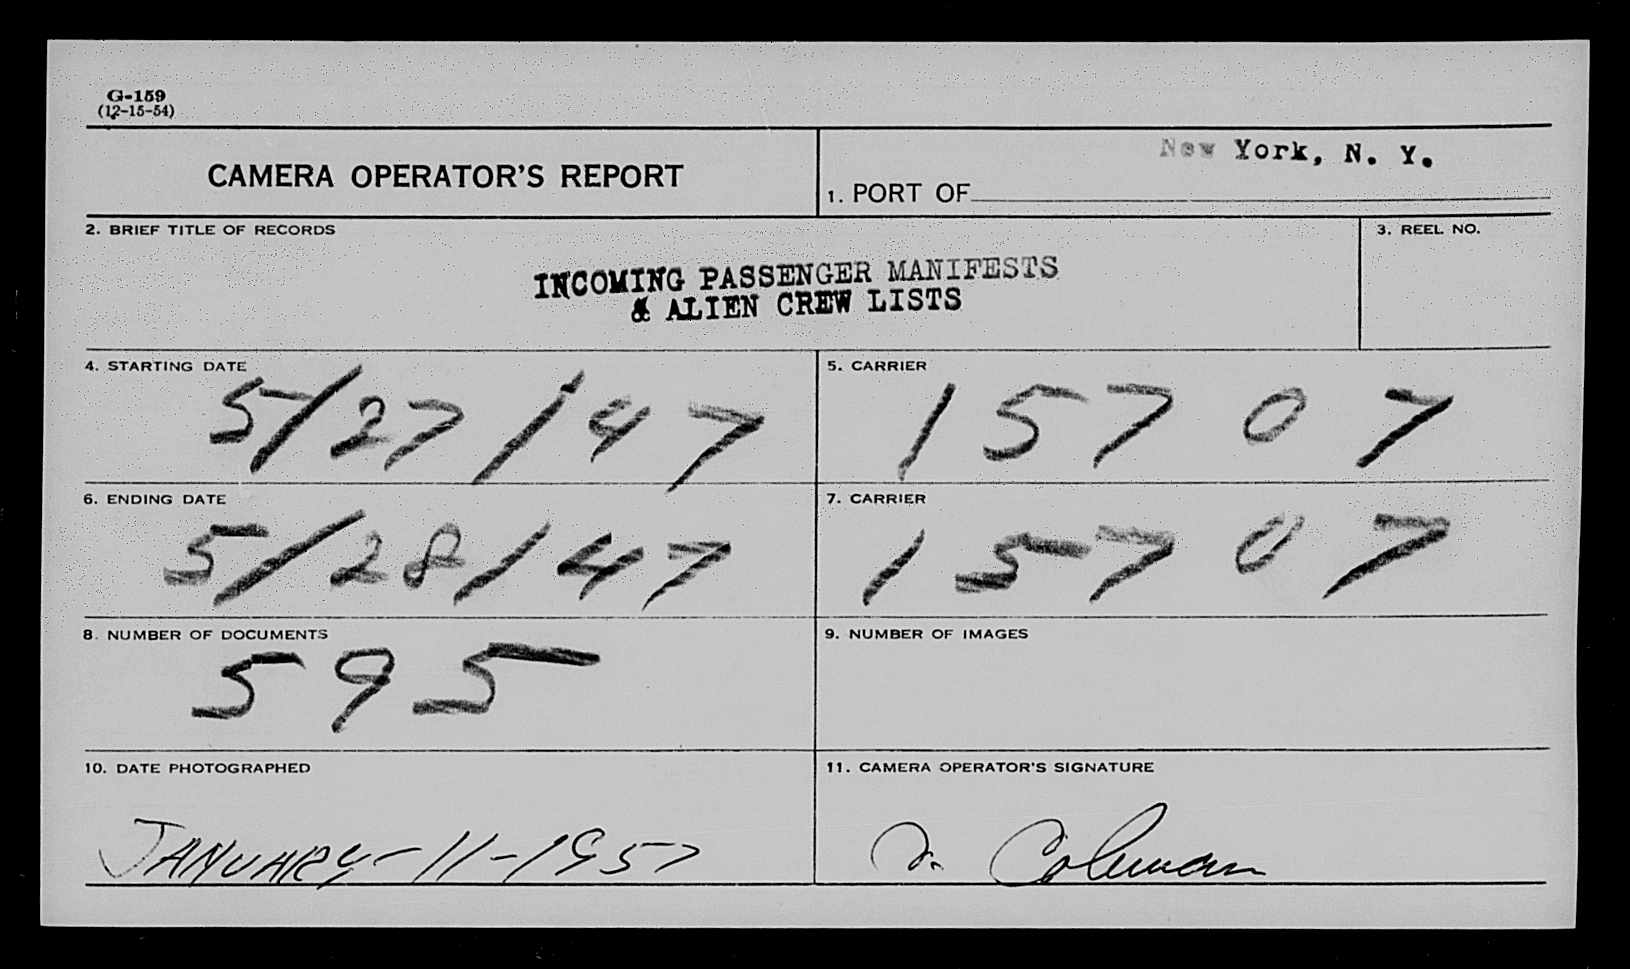 G-159
(12-15-54)
CAMERA OPERATOR'S REPORT
New York, N. Y.
1. PORT OF
2. BRIEF TITLE OF RECORDS
3. REEL NO.
INCOMING PASSENGER MANIFESTS
& ALIEN CREW LISTS
4. STARTING DATE
5/27/47
5. CARRIER
15707
6. ENDING DATE
5/28/47
7. CARRIER
15707
8. NUMBER OF DOCUMENTS
595
9. NUMBER OF IMAGES
10. DATE PHOTOGRAPHED
JANUARY-11-1957
11. CAMERA OPERATOR'S SIGNATURE
Coleman